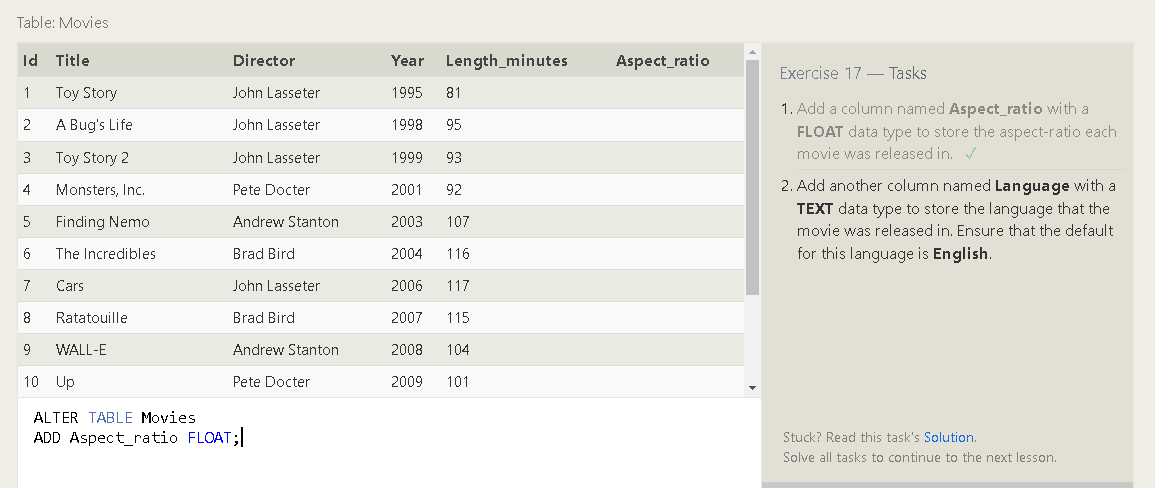 Table: Movies
Id Title Director Year Length_minutes Aspect_ratio
1 Toy Story John Lasseter 1995 81
2 A Bug's Life John Lasseter 1998 95
3 Toy Story 2 John Lasseter 1999 93
4 Monsters, Inc. Pete Docter 2001 92
5 Finding Nemo Andrew Stanton 2003 107
6 The Incredibles Brad Bird 2004 116
7 Cars John Lasseter 2006 117
8 Ratatouille Brad Bird 2007 115
9 WALL-E Andrew Stanton 2008 104
10 Up Pete Docter 2009 101
ALTER TABLE Movies
ADD Aspect_ratio FLOAT;
Exercise 17 — Tasks
1. Add a column named Aspect_ratio with a
FLOAT data type to store the aspect-ratio each
movie was released in. ✓
2. Add another column named Language with a
TEXT data type to store the language that the
movie was released in. Ensure that the default
for this language is English.
Stuck? Read this task's Solution.
Solve all tasks to continue to the next lesson.